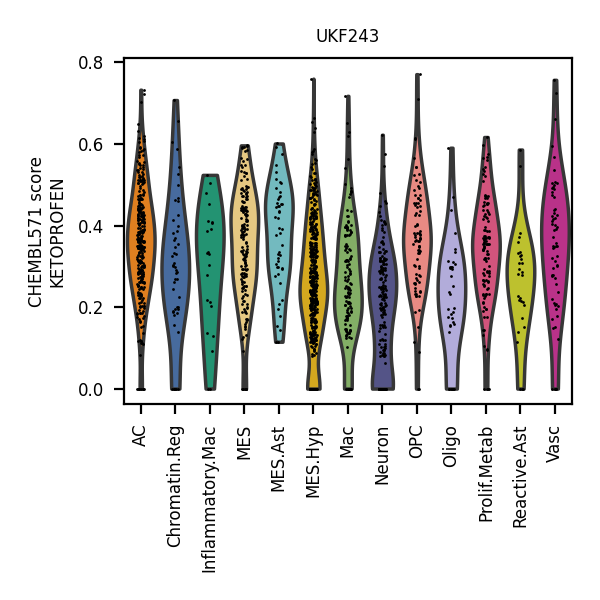 UKF243
CHEMBL571 score
KETOPROFEN
0.8
0.6
0.4
0.2
0.0
AC
Chromatin.Reg
Inflammatory.Mac
MES
MES.Ast
MES.Hyp
Mac
Neuron
OPC
Oligo
Prolif.Metab
Reactive.Ast
Vasc